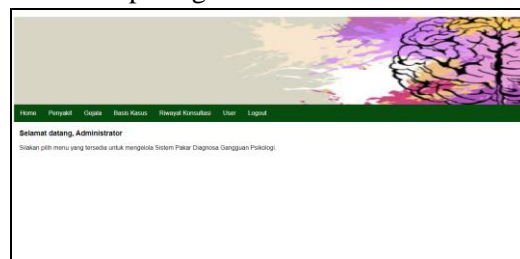 Home Penyakit Gejala Basis Kasus Riwayat Konsultasi User Logout
Selamat datang, Administrator
Silakan pilih menu yang tersedia untuk mengelola Sistem Pakar Diagnosa Gangguan Psikologi.